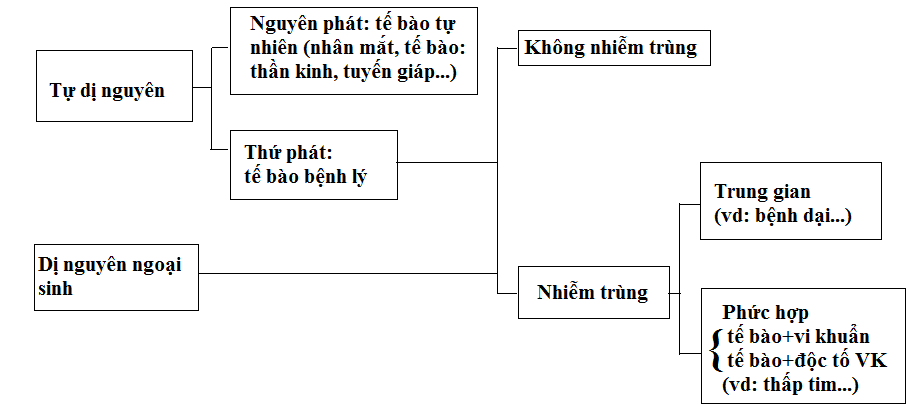 Tự dị nguyên
Nguyên phát: tế bào tự
nhiên (nhân mắt, tế bào:
thần kinh, tuyến giáp...)
Thứ phát:
tế bào bệnh lý
Dị nguyên ngoại
sinh
Không nhiễm trùng
Nhiễm trùng
Trung gian
(vd: bệnh dại...)
Phức hợp
{ tế bào+vi khuẩn
tế bào+độc tố VK
(vd: thấp tim...)